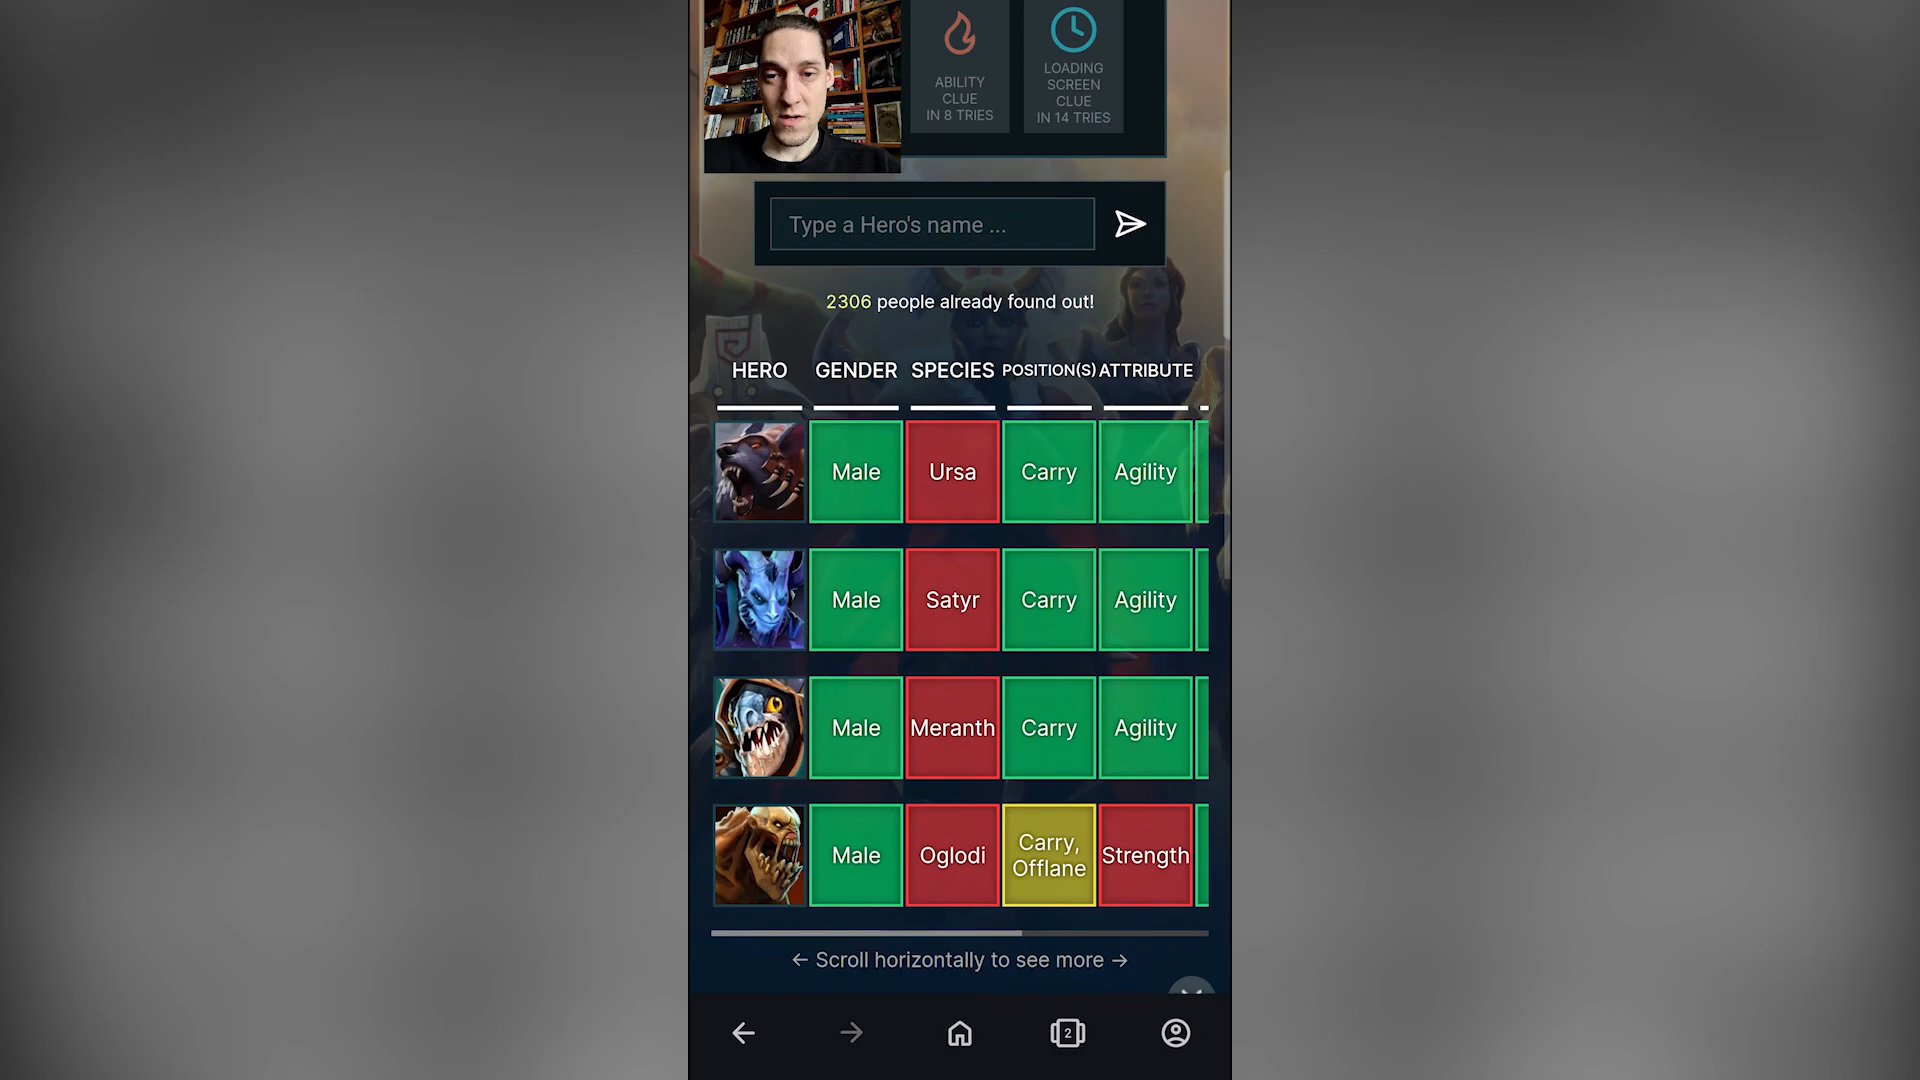 ABILITY
CLUE
IN 8 TRIES
LOADING
SCREEN
CLUE
IN 14 TRIES
Type a Hero's name ...
2306 people already found out!
HERO GENDER SPECIES POSITION(S) ATTRIBUTE
Male Ursa Carry Agility
Male Satyr Carry Agility
Male Meranth Carry Agility
Male Oglodi Carry, Offlane Strength
← Scroll horizontally to see more →
2